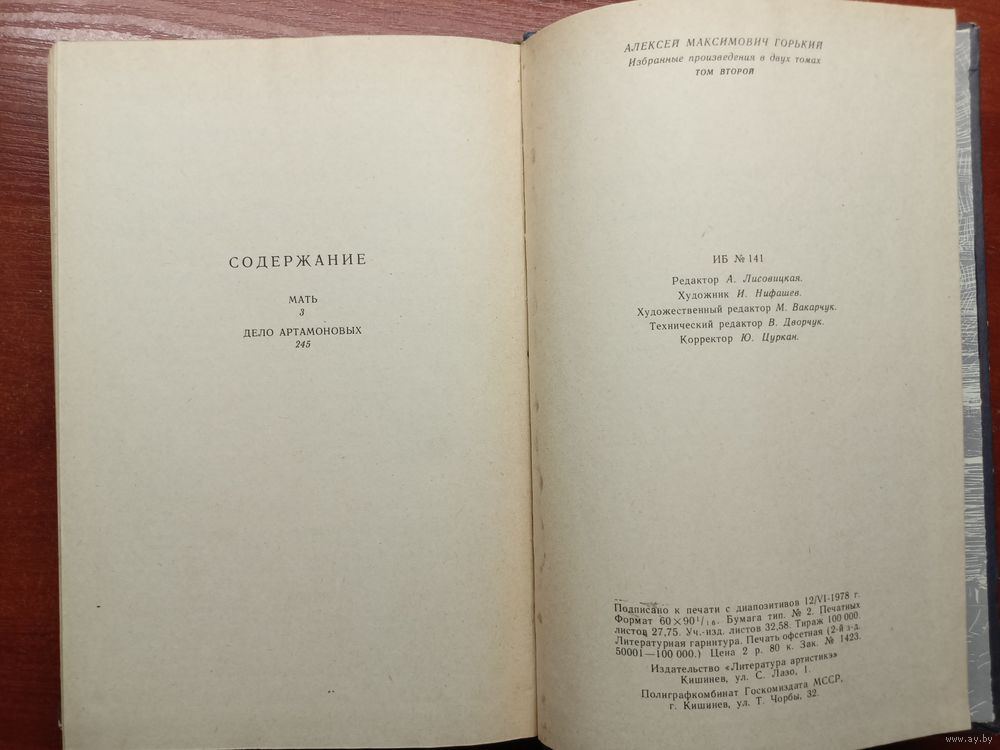 СОДЕРЖАНИЕ
МАТЬ
3
ДЕЛО АРТАМОНОВЫХ
245
АЛЕКСЕЙ МАКСИМОВИЧ ГОРЬКИЙ
Избранные произведения в двух томах
ТОМ ВТОРОЙ
ИБ № 141
Редактор А. Лисовицкая.
Художник И. Нифашев.
Художественный редактор М. Вакарчук.
Технический редактор В. Дворчук.
Корректор Ю. Цуркан.
Подписано к печати с диапозитивов 12/VI-1978 г.
Формат 60×90¹/₁₆. Бумага тип. № 2. Печатных
листов 27,75. Уч.-изд. листов 32,58. Тираж 100 000.
Литературная гарнитура. Печать офсетная (2-й з-д.
50001—100 000.) Цена 2 р. 80 к. Зак. № 1423.
Издательство «Литература артистикэ»
Кишинев, ул. С. Лазо, 1.
Полиграфкомбинат Госкомиздата МССР,
г. Кишинев, ул. Т. Чорбы, 32.
www.ay.by